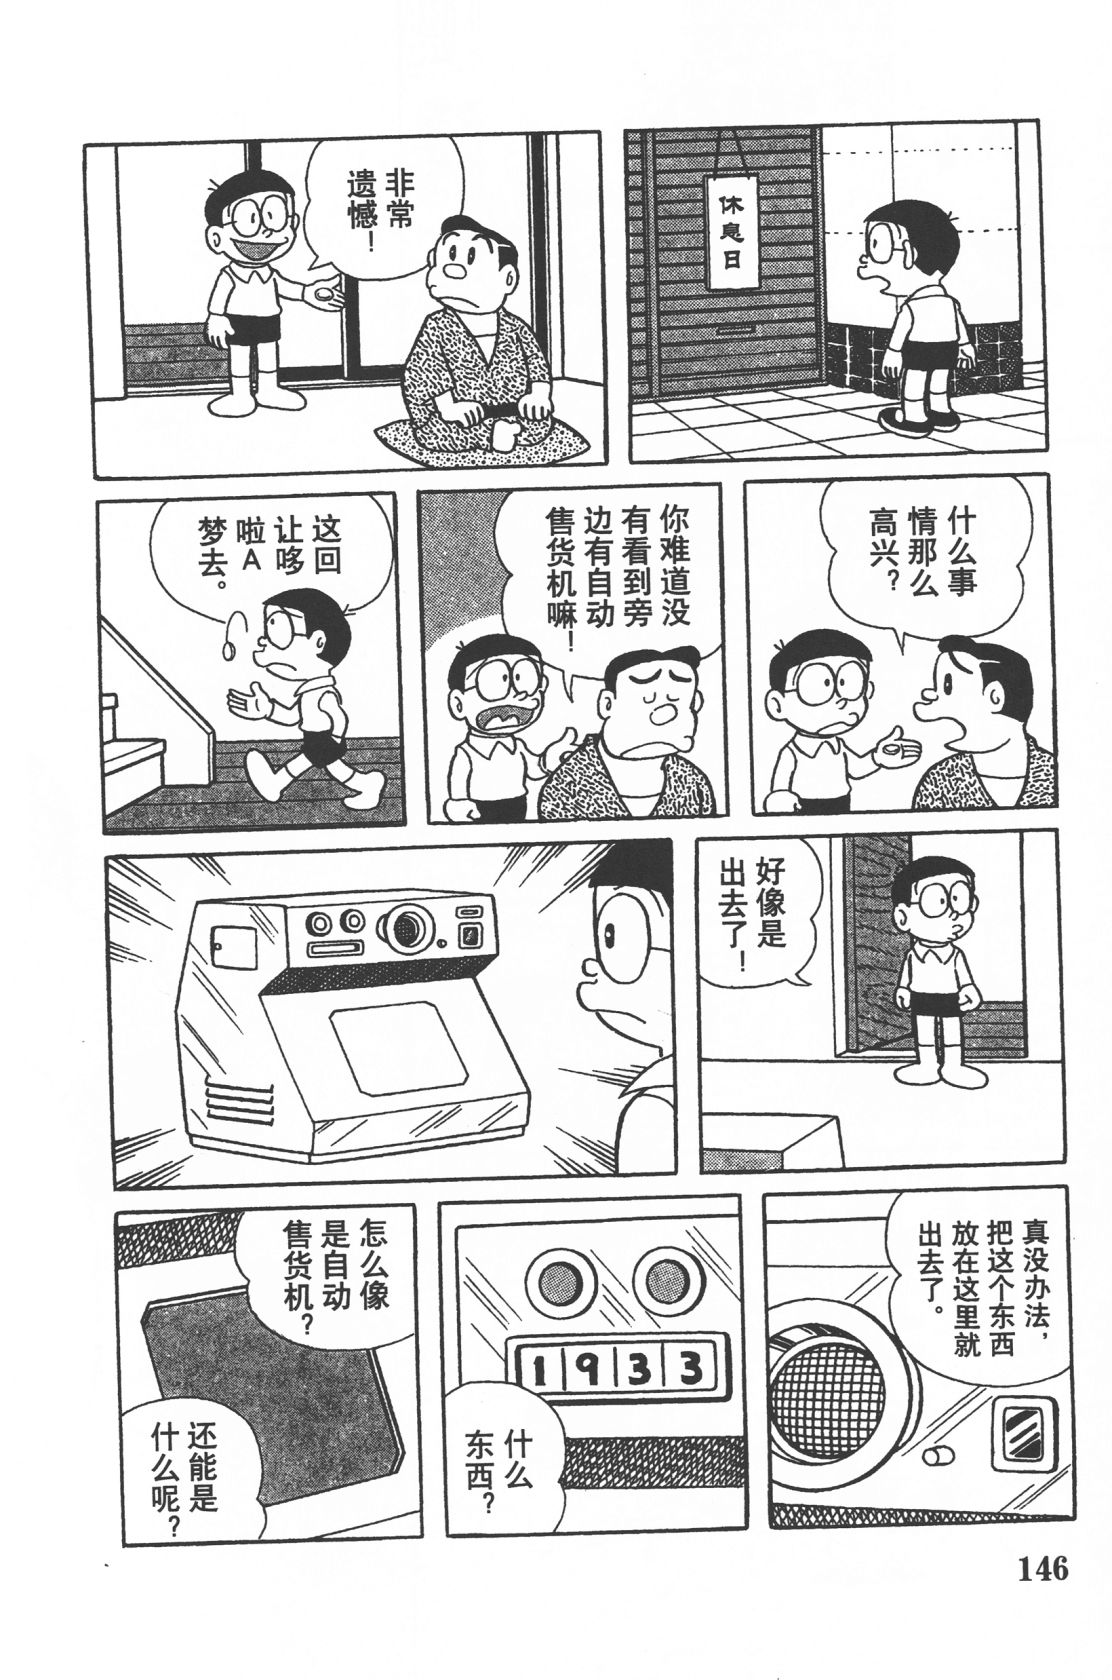 休息日
非常
遗憾！
什么事
情那么
高兴？
你难道没
有看到旁
边有自动
售货机嘛！
这回
让哆
啦A
梦去。
好像是
出去了！
真没办法，
把这个东西
放在这里就
出去了。
1933
什么
东西？
怎么像
是自动
售货机？
还能是
什么呢？
146